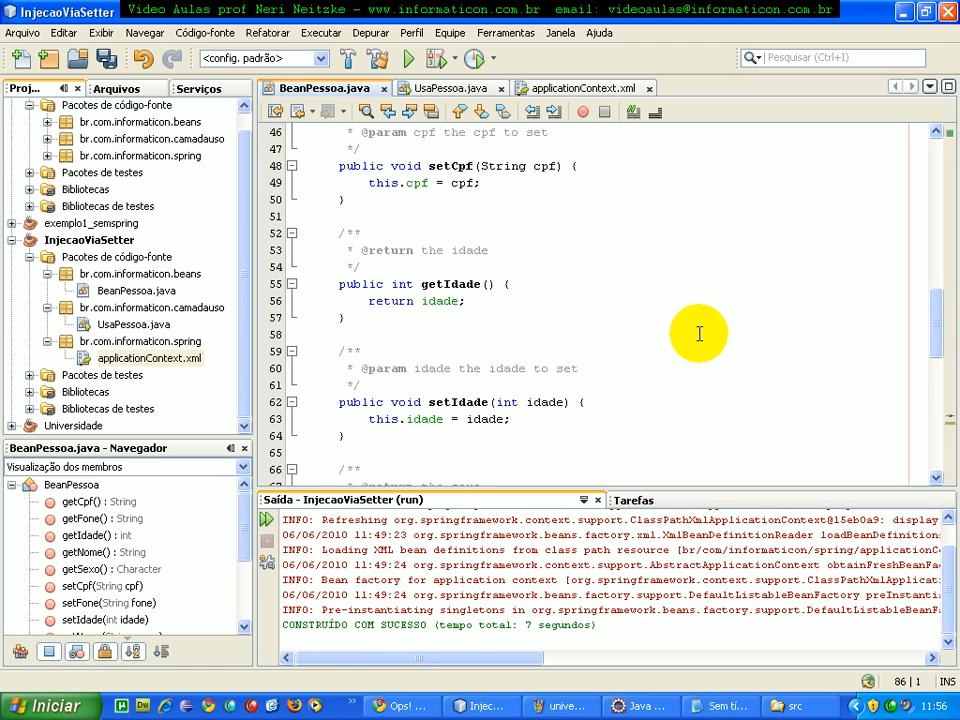 InjecaoViaSetter
Video Aulas prof Neri Neitzke – www.informaticon.com.br email: videoaulas@informaticon.com.br
Arquivo Editar Exibir Navegar Código-fonte Refatorar Executar Depurar Perfil Equipe Ferramentas Janela Ajuda
<config. padrão>
Pesquisar (Ctrl+I)
Proj... Arquivos Serviços
BeanPessoa.java UsaPessoa.java applicationContext.xml
Pacotes de código-fonte
br.com.informaticon.beans
br.com.informaticon.camadauso
br.com.informaticon.spring
Pacotes de testes
Bibliotecas
Bibliotecas de testes
exemplo1_semspring
InjecaoViaSetter
Pacotes de código-fonte
br.com.informaticon.beans
BeanPessoa.java
br.com.informaticon.camadauso
UsaPessoa.java
br.com.informaticon.spring
applicationContext.xml
Pacotes de testes
Bibliotecas
Bibliotecas de testes
Universidade
46 * @param cpf the cpf to set
47 */
48 public void setCpf(String cpf) {
49 this.cpf = cpf;
50 }
51
52 /**
53 * @return the idade
54 */
55 public int getIdade() {
56 return idade;
57 }
58
59 /**
60 * @param idade the idade to set
61 */
62 public void setIdade(int idade) {
63 this.idade = idade;
64 }
65
66 /**
BeanPessoa.java - Navegador
Visualização dos membros
BeanPessoa
getCpf() : String
getFone() : String
getIdade() : int
getNome() : String
getSexo() : Character
setCpf(String cpf)
setFone(String fone)
setIdade(int idade)
Saída - InjecaoViaSetter (run)
Tarefas
INFO: Refreshing org.springframework.context.support.ClassPathXmlApplicationContext@15eb0a9: display
06/06/2010 11:49:23 org.springframework.beans.factory.xml.XmlBeanDefinitionReader loadBeanDefinitions
INFO: Loading XML bean definitions from class path resource [br/com/informaticon/spring/applicationCo
06/06/2010 11:49:24 org.springframework.context.support.AbstractApplicationContext obtainFreshBeanFa
INFO: Bean factory for application context [org.springframework.context.support.ClassPathXmlApplicat
06/06/2010 11:49:24 org.springframework.beans.factory.support.DefaultListableBeanFactory preInstantia
INFO: Pre-instantiating singletons in org.springframework.beans.factory.support.DefaultListableBeanFa
CONSTRUÍDO COM SUCESSO (tempo total: 7 segundos)
86 | 1 INS
Iniciar
Ops! ... Injec... unive... Java ... Sem tí... src
11:56